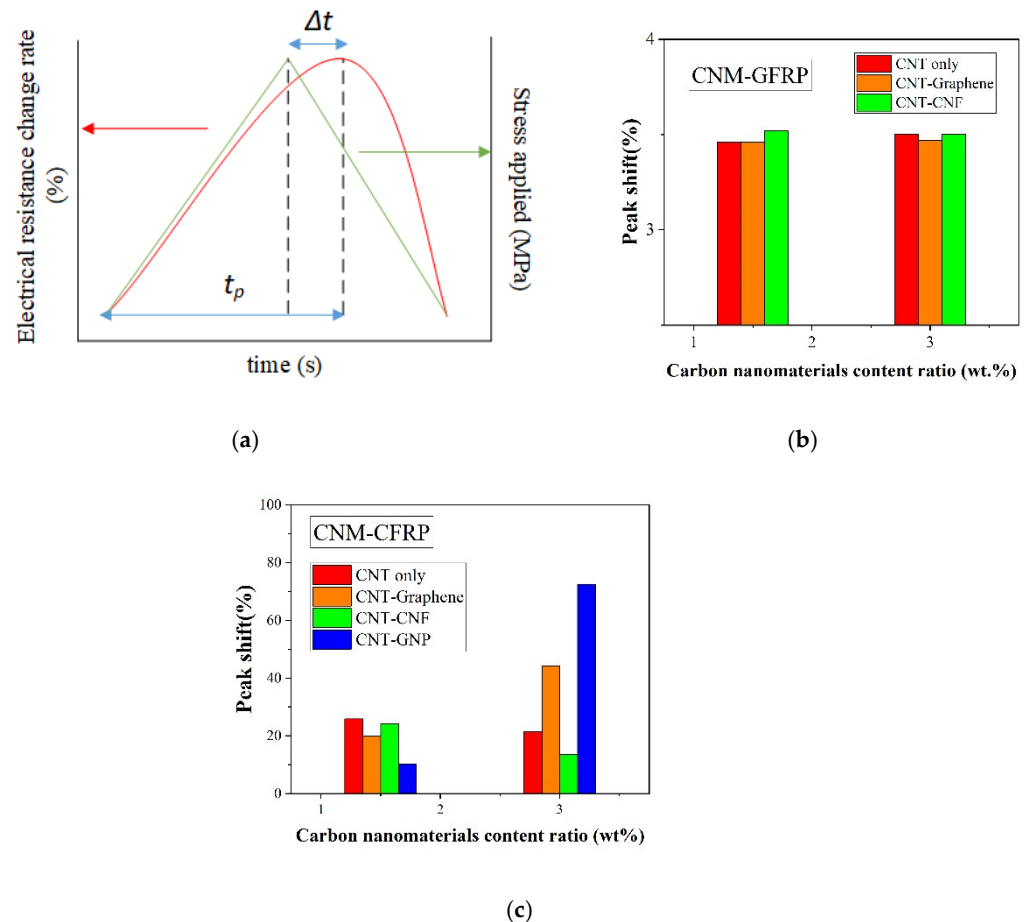 Δt
Electrical resistance change rate
(%)
Stress applied (MPa)
tp
time (s)
(a)
4
3
Peak shift(%)
CNM-GFRP
CNT only
CNT-Graphene
CNT-CNF
1 2 3
Carbon nanomaterials content ratio (wt.%)
(b)
100
80
60
40
20
0
Peak shift(%)
CNM-CFRP
CNT only
CNT-Graphene
CNT-CNF
CNT-GNP
1 2 3
Carbon nanomaterials content ratio (wt%)
(c)